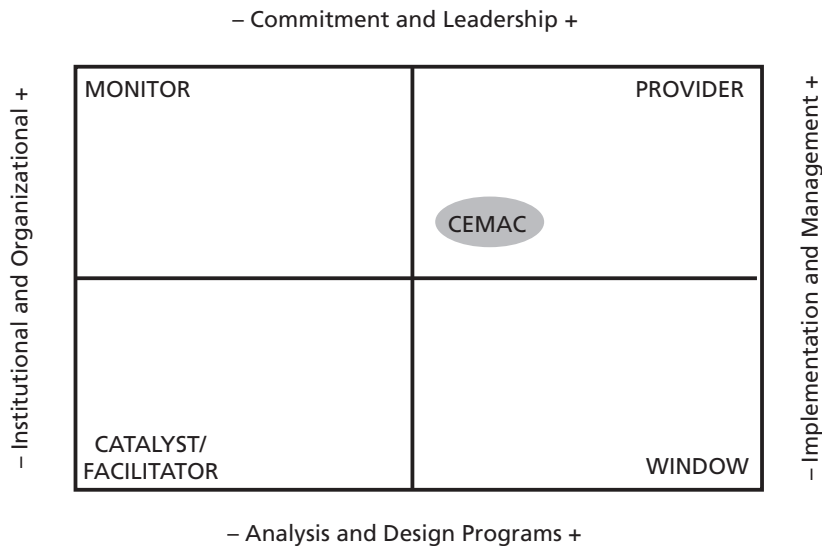 – Commitment and Leadership +
– Institutional and Organizational +
MONITOR
PROVIDER
– Implementation and Management +
CEMAC
CATALYST/
FACILITATOR
WINDOW
– Analysis and Design Programs +